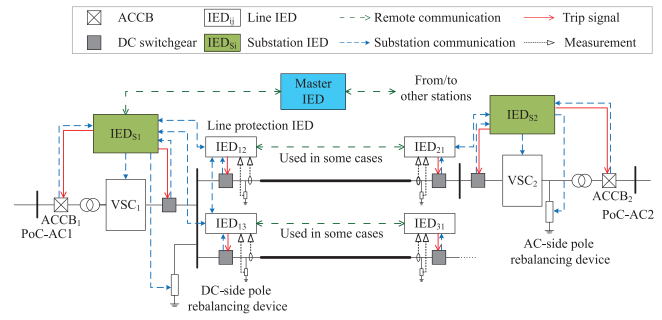 ACCB
IEDij Line IED
Remote communication
Trip signal
DC switchgear
IEDSi Substation IED
Substation communication
Measurement
Master
IED
From/to
other stations
IEDS1
IEDS2
Line protection IED
IED12
Used in some cases
IED21
VSC1
VSC2
ACCB1
PoC-AC1
ACCB2
PoC-AC2
IED13
Used in some cases
IED31
AC-side pole
rebalancing device
DC-side pole
rebalancing device